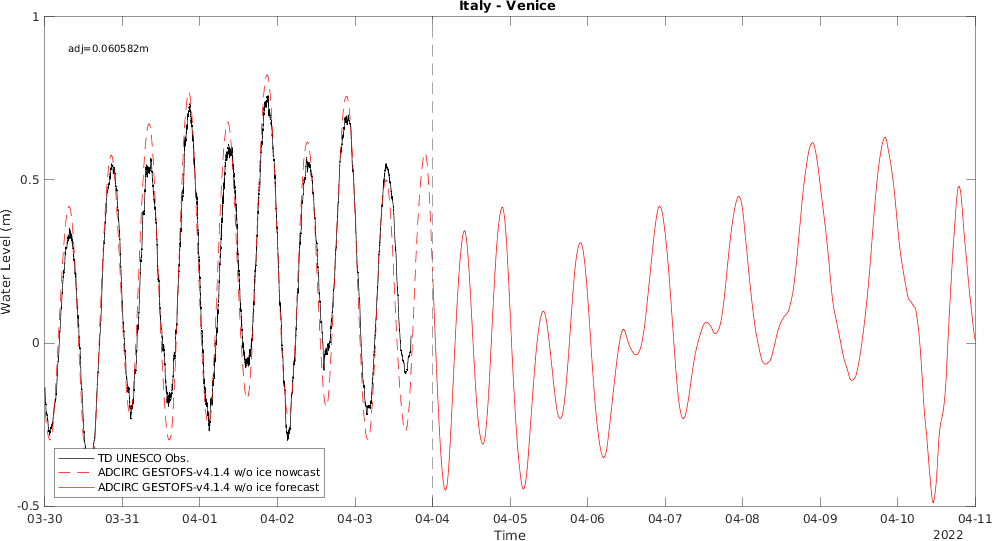 Italy - Venice
1
adj=0.060582m
0.5
Water Level (m)
0
TD UNESCO Obs.
ADCIRC GESTOFS-v4.1.4 w/o ice nowcast
ADCIRC GESTOFS-v4.1.4 w/o ice forecast
-0.5
03-30 03-31 04-01 04-02 04-03 04-04 04-05 04-06 04-07 04-08 04-09 04-10 04-11
Time
2022